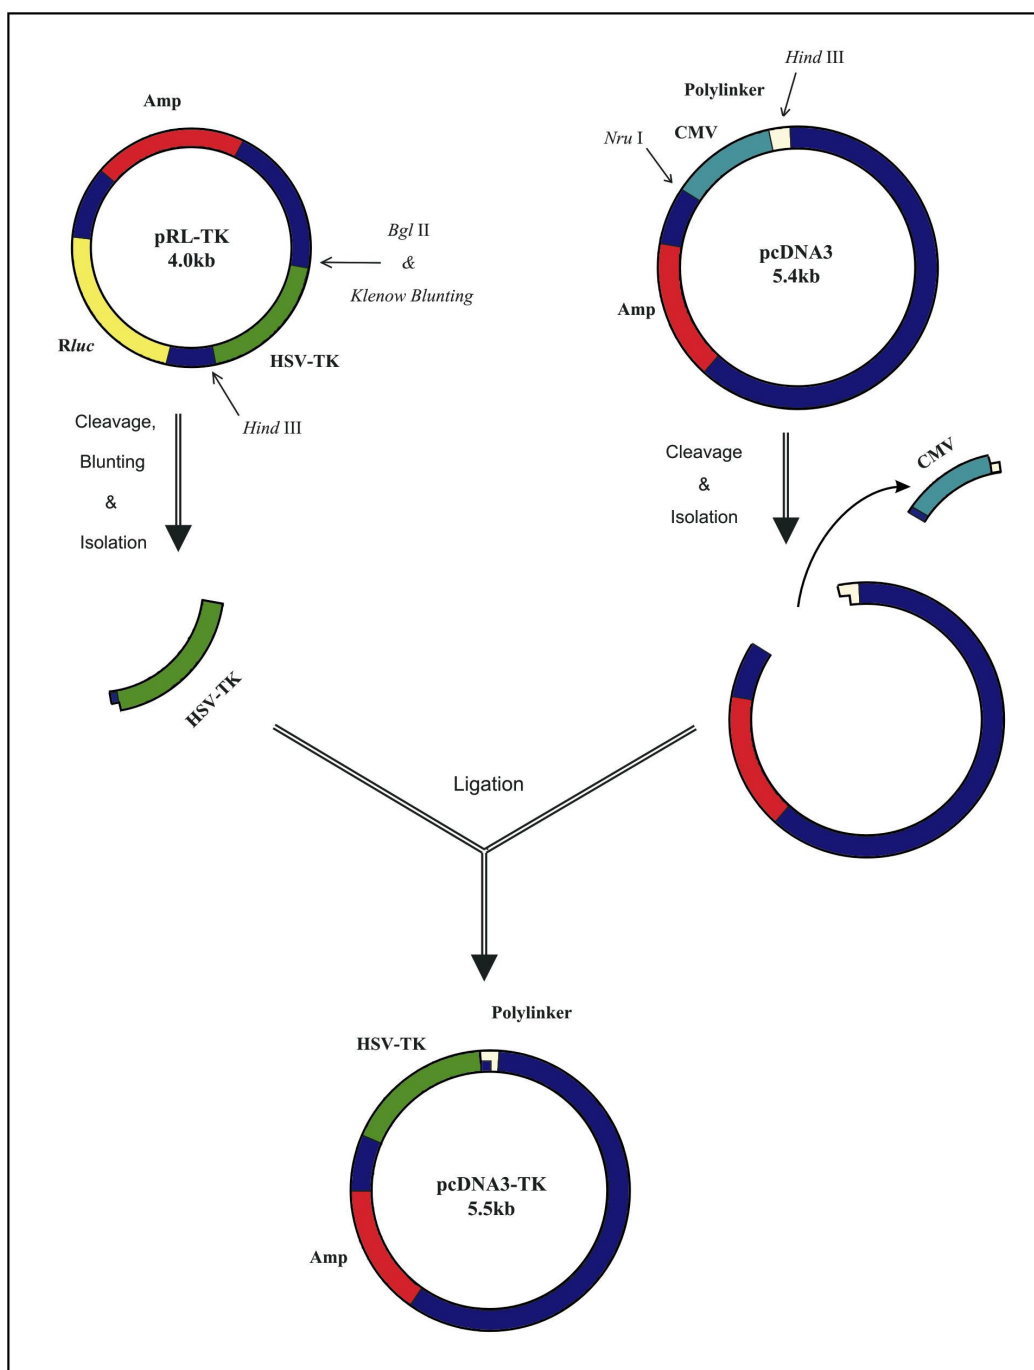 Amp
pRL-TK
4.0kb
Bgl II
&
Klenow Blunting
Rluc
HSV-TK
Hind III
Hind III
Polylinker
CMV
Nru I
pcDNA3
5.4kb
Amp
Cleavage,
Blunting
&
Isolation
Cleavage
&
Isolation
CMV
HSV-TK
Ligation
Polylinker
HSV-TK
pcDNA3-TK
5.5kb
Amp